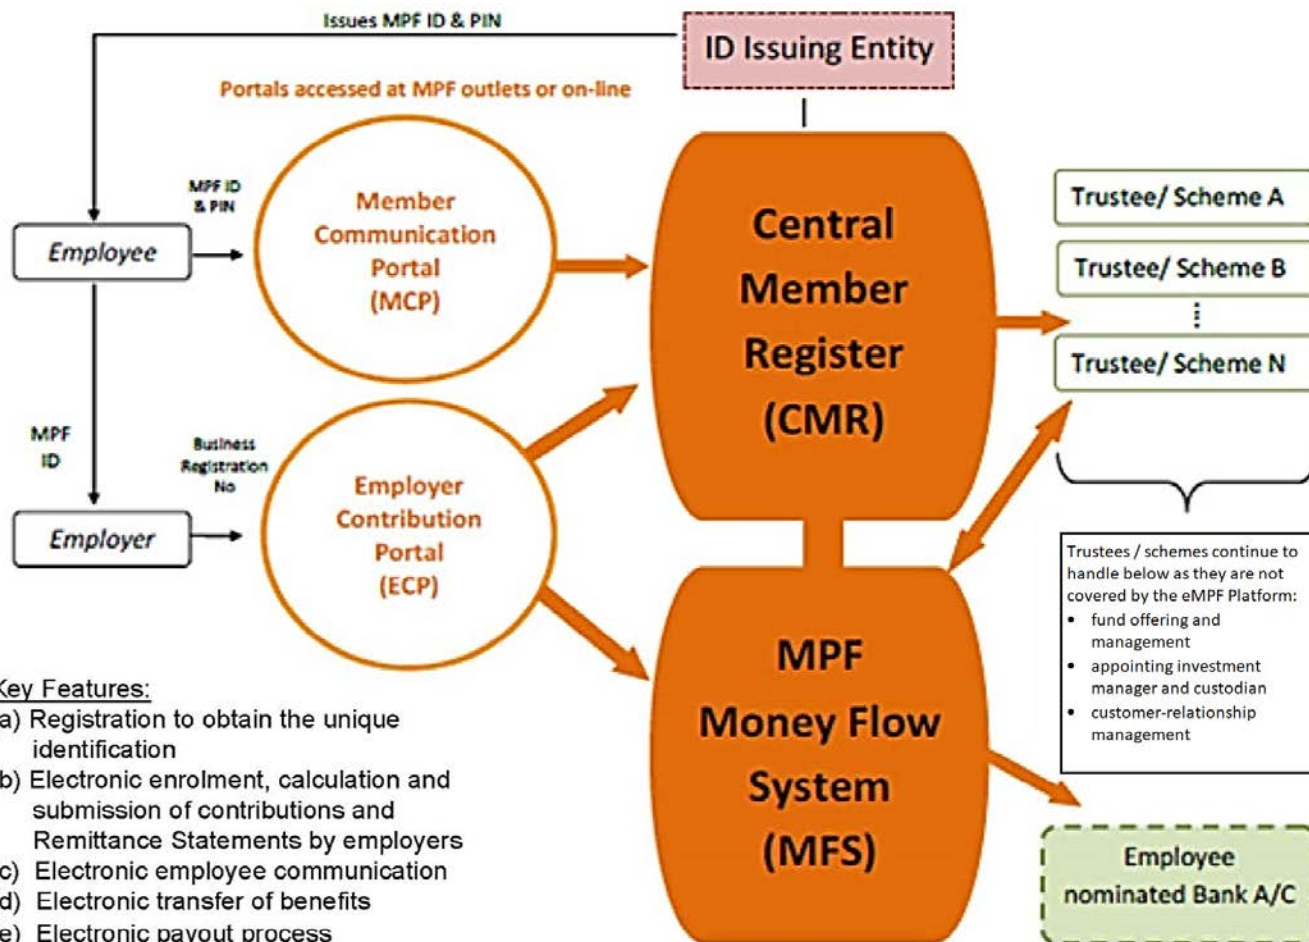 Issues MPF ID & PIN
ID Issuing Entity
Portals accessed at MPF outlets or on-line
MPF ID
& PIN
Employee
Member
Communication
Portal
(MCP)
Central
Member
Register
(CMR)
Trustee/ Scheme A
Trustee/ Scheme B
Trustee/ Scheme N
MPF
ID
Business
Registration
No
Employer
Employer
Contribution
Portal
(ECP)
Trustees / schemes continue to
handle below as they are not
covered by the eMPF Platform:
• fund offering and
management
• appointing investment
manager and custodian
• customer-relationship
management
MPF
Money Flow
System
(MFS)
Employee
nominated Bank A/C
Key Features:
a) Registration to obtain the unique
identification
b) Electronic enrolment, calculation and
submission of contributions and
Remittance Statements by employers
c) Electronic employee communication
d) Electronic transfer of benefits
e) Electronic payout process